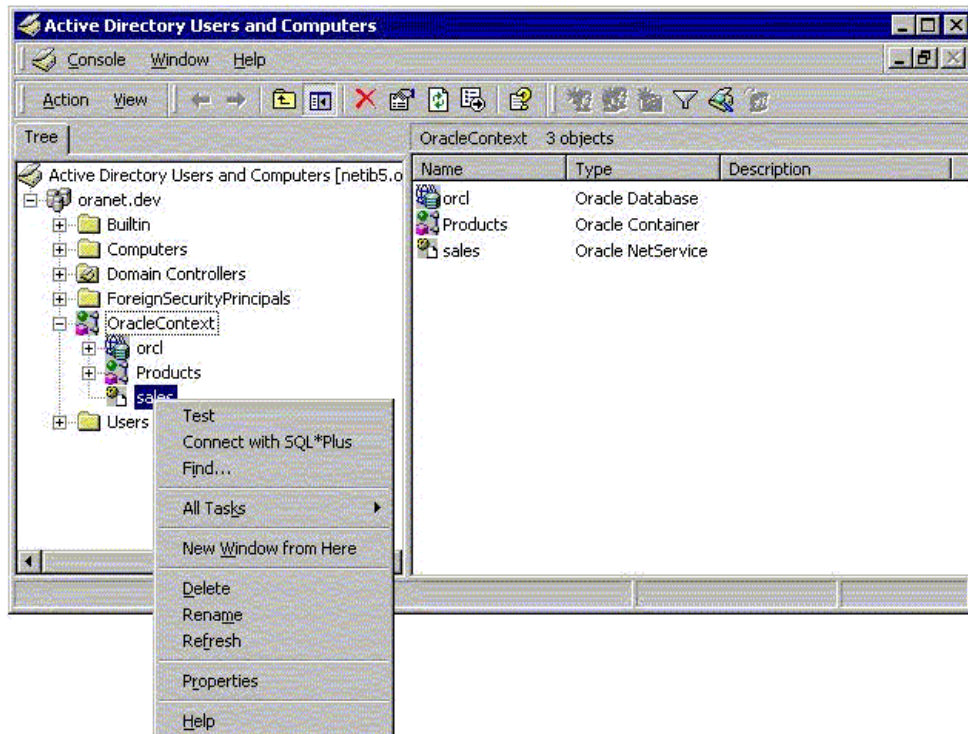 Active Directory Users and Computers
Console Window Help
Action View
Tree
OracleContext 3 objects
Active Directory Users and Computers [netib5.o
oranet.dev
Builtin
Computers
Domain Controllers
ForeignSecurityPrincipals
OracleContext
orcl
Products
sales
Users
Name Type Description
orcl Oracle Database
Products Oracle Container
sales Oracle NetService
Test
Connect with SQL*Plus
Find...
All Tasks
New Window from Here
Delete
Rename
Refresh
Properties
Help